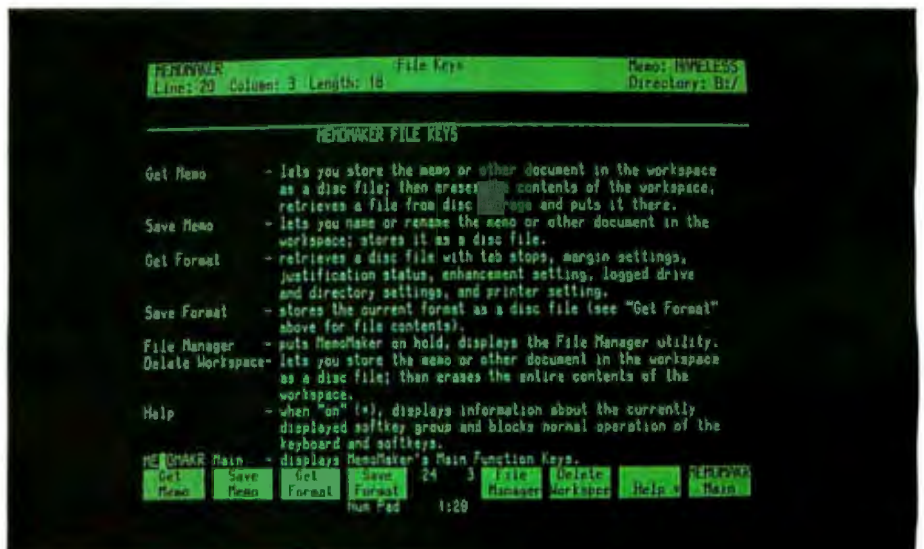 MEMOMAKER File Keys Memo: NAMELESS
Line: 20 Column: 3 Length: 18 Directory: B:/
MEMOMAKER FILE KEYS
Get Memo - lets you store the memo or other document in the workspace
as a disc file; then erases the contents of the workspace,
retrieves a file from disc storage and puts it there.
Save Memo - lets you name or rename the memo or other document in the
workspace; stores it as a disc file.
Get Format - retrieves a disc file with tab stops, margin settings,
justification status, enhancement setting, logged drive
and directory settings, and printer setting.
Save Format - stores the current format as a disc file (see "Get Format"
above for file contents).
File Manager - puts MemoMaker on hold, displays the File Manager utility.
Delete Workspace- lets you store the memo or other document in the workspace
as a disc file; then erases the entire contents of the
workspace.
Help - when "on" (*), displays information about the currently
displayed softkey group and blocks normal operation of the
keyboard and softkeys.
MEMOMAKR Main - displays MemoMaker's Main Function Keys.
Get Save Get Save 24 3 File Delete MEMOMAKR
Memo Memo Format Format Manager Workspce Help * Main
Num Pad 1:28